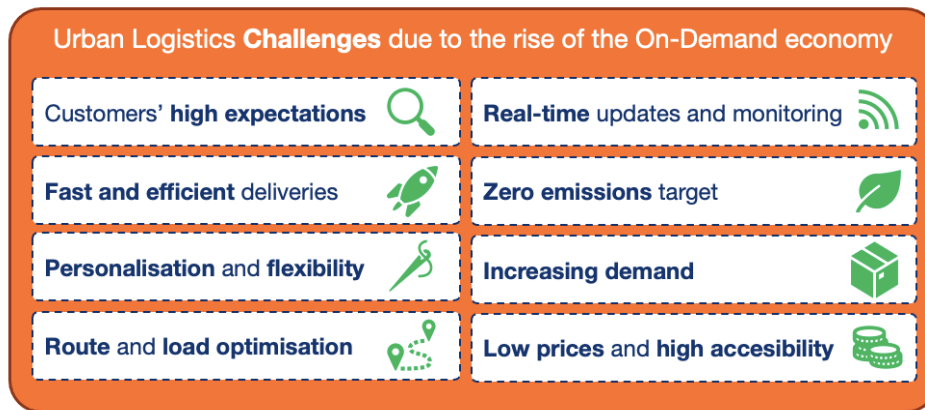 Urban Logistics Challenges due to the rise of the On-Demand economy
Customers' high expectations
Real-time updates and monitoring
Fast and efficient deliveries
Zero emissions target
Personalisation and flexibility
Increasing demand
Route and load optimisation
Low prices and high accesibility